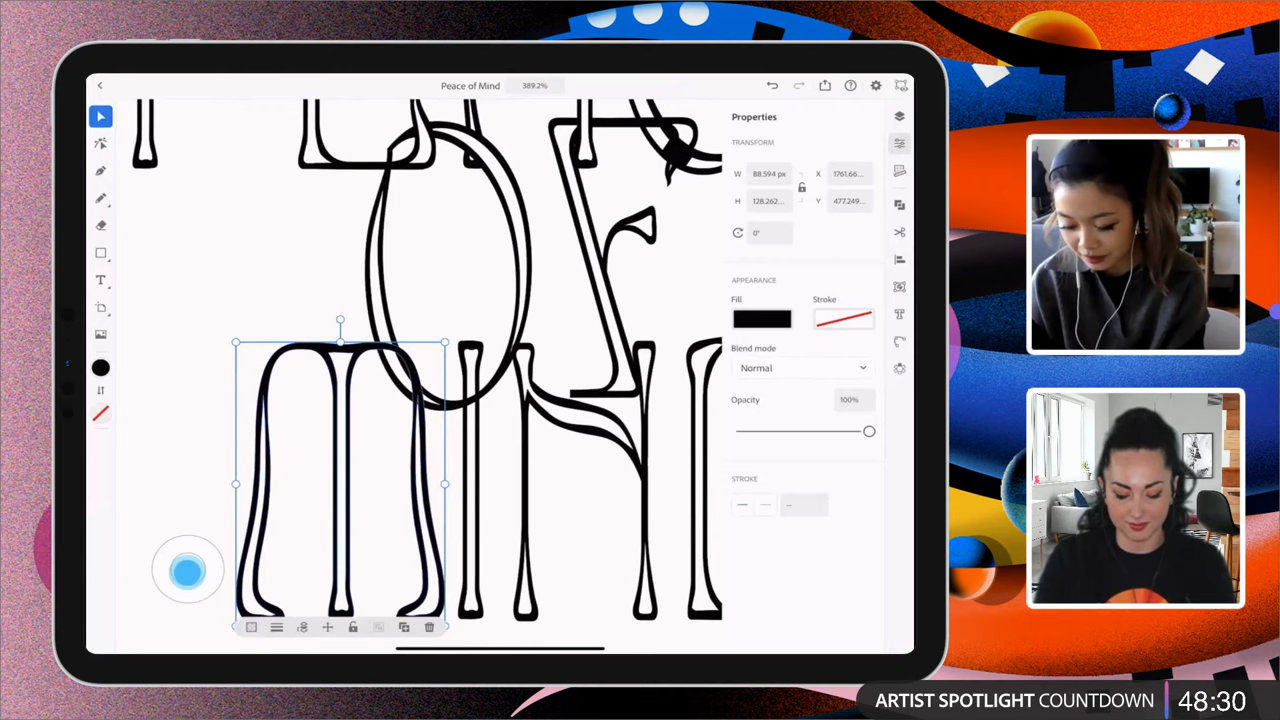 Peace of Mind
389.2%
Properties
TRANSFORM
W 88.594 px X 1761.66...
H 128.262... Y 477.249...
0°
APPEARANCE
Fill Stroke
Blend mode
Normal
Opacity 100%
STROKE
--
ARTIST SPOTLIGHT COUNTDOWN 48:30